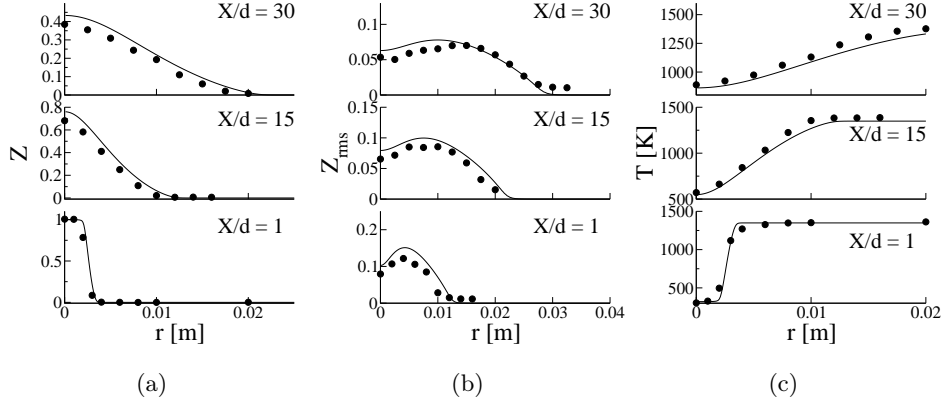 X/d = 30
0.4
0.3
0.2
0.1
0
X/d = 15
0.8
0.6
0.4
0.2
0
Z
X/d = 1
1
0.5
0
0 0.01 0.02
r [m]
(a)
X/d = 30
0.1
0.05
0
X/d = 15
0.15
0.1
0.05
0
Zrms
X/d = 1
0.2
0.1
0
0 0.01 0.02 0.03 0.04
r [m]
(b)
X/d = 30
1500
1250
1000
X/d = 15
1500
1000
500
T [K]
X/d = 1
1500
1000
500
0 0.01 0.02
r [m]
(c)